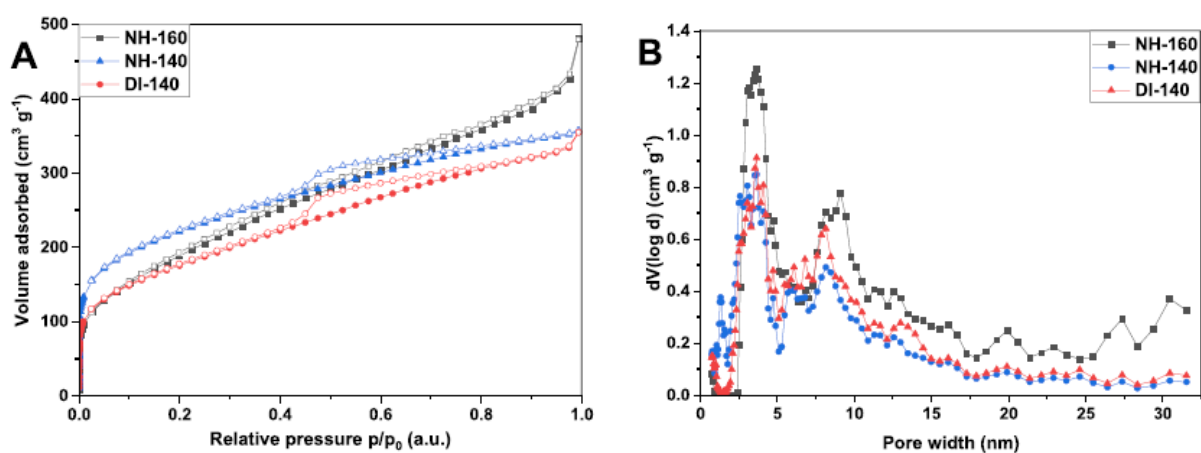 A
NH-160
NH-140
DI-140
500
400
300
200
100
0
0.0
0.2
0.4
0.6
0.8
1.0
Volume adsorbed (cm³ g⁻¹)
Relative pressure p/p₀ (a.u.)
B
NH-160
NH-140
DI-140
1.4
1.2
1.0
0.8
0.6
0.4
0.2
0.0
0
5
10
15
20
25
30
dV(log d) (cm³ g⁻¹)
Pore width (nm)